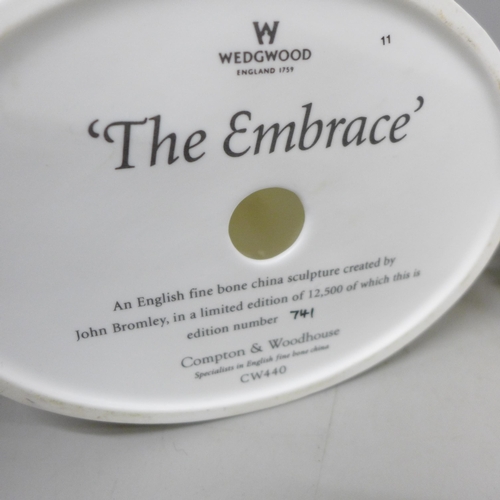 W
WEDGWOOD
ENGLAND 1759
11
‘The Embrace’
An English fine bone china sculpture created by
John Bromley, in a limited edition of 12,500 of which this is
edition number 741
Compton & Woodhouse
Specialists in English fine bone china
CW440